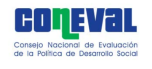 CONEVAL
Consejo Nacional de Evaluación
de la Política de Desarrollo Social